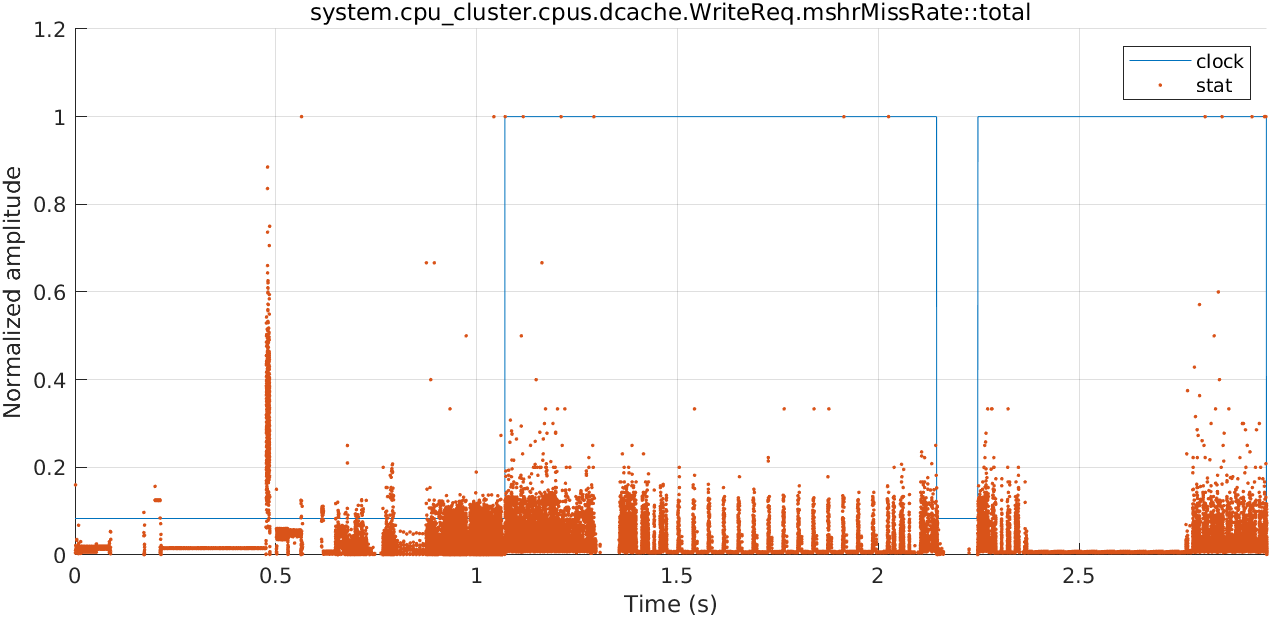 system.cpu_cluster.cpus.dcache.WriteReq.mshrMissRate::total
1.2
1
0.8
0.6
0.4
0.2
0
Normalized amplitude
clock
stat
0
0.5
1
1.5
2
2.5
Time (s)